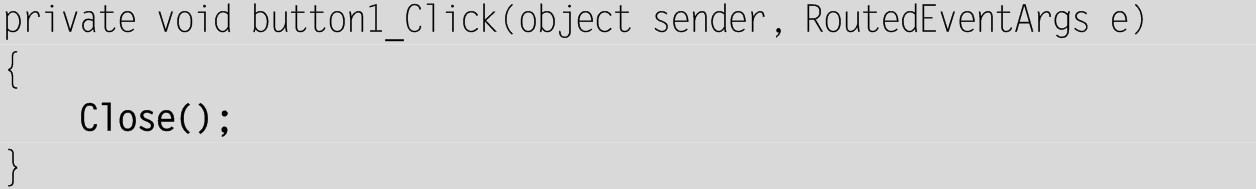 private void button1_Click(object sender, RoutedEventArgs e)
{
    Close();
}